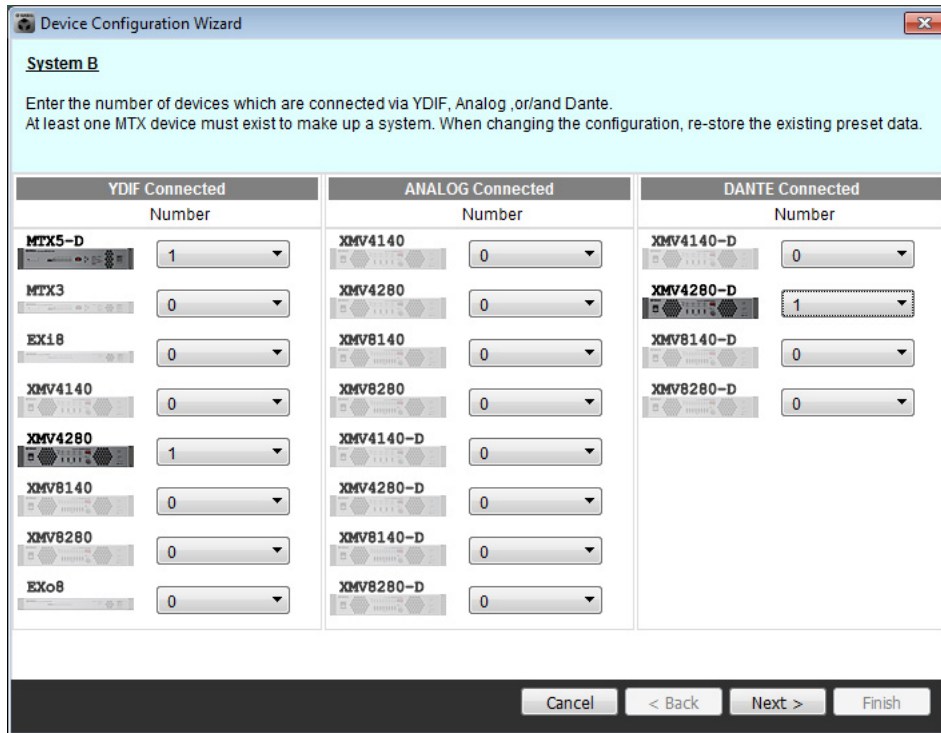 Device Configuration Wizard
System B
Enter the number of devices which are connected via YDIF, Analog ,or/and Dante.
At least one MTX device must exist to make up a system. When changing the configuration, re-store the existing preset data.
YDIF Connected
Number
MTX5-D
1
MTX3
0
EXi8
0
XMV4140
0
XMV4280
1
XMV8140
0
XMV8280
0
EXo8
0
ANALOG Connected
Number
XMV4140
0
XMV4280
0
XMV8140
0
XMV8280
0
XMV4140-D
0
XMV4280-D
0
XMV8140-D
0
XMV8280-D
0
DANTE Connected
Number
XMV4140-D
0
XMV4280-D
1
XMV8140-D
0
XMV8280-D
0
Cancel
< Back
Next >
Finish